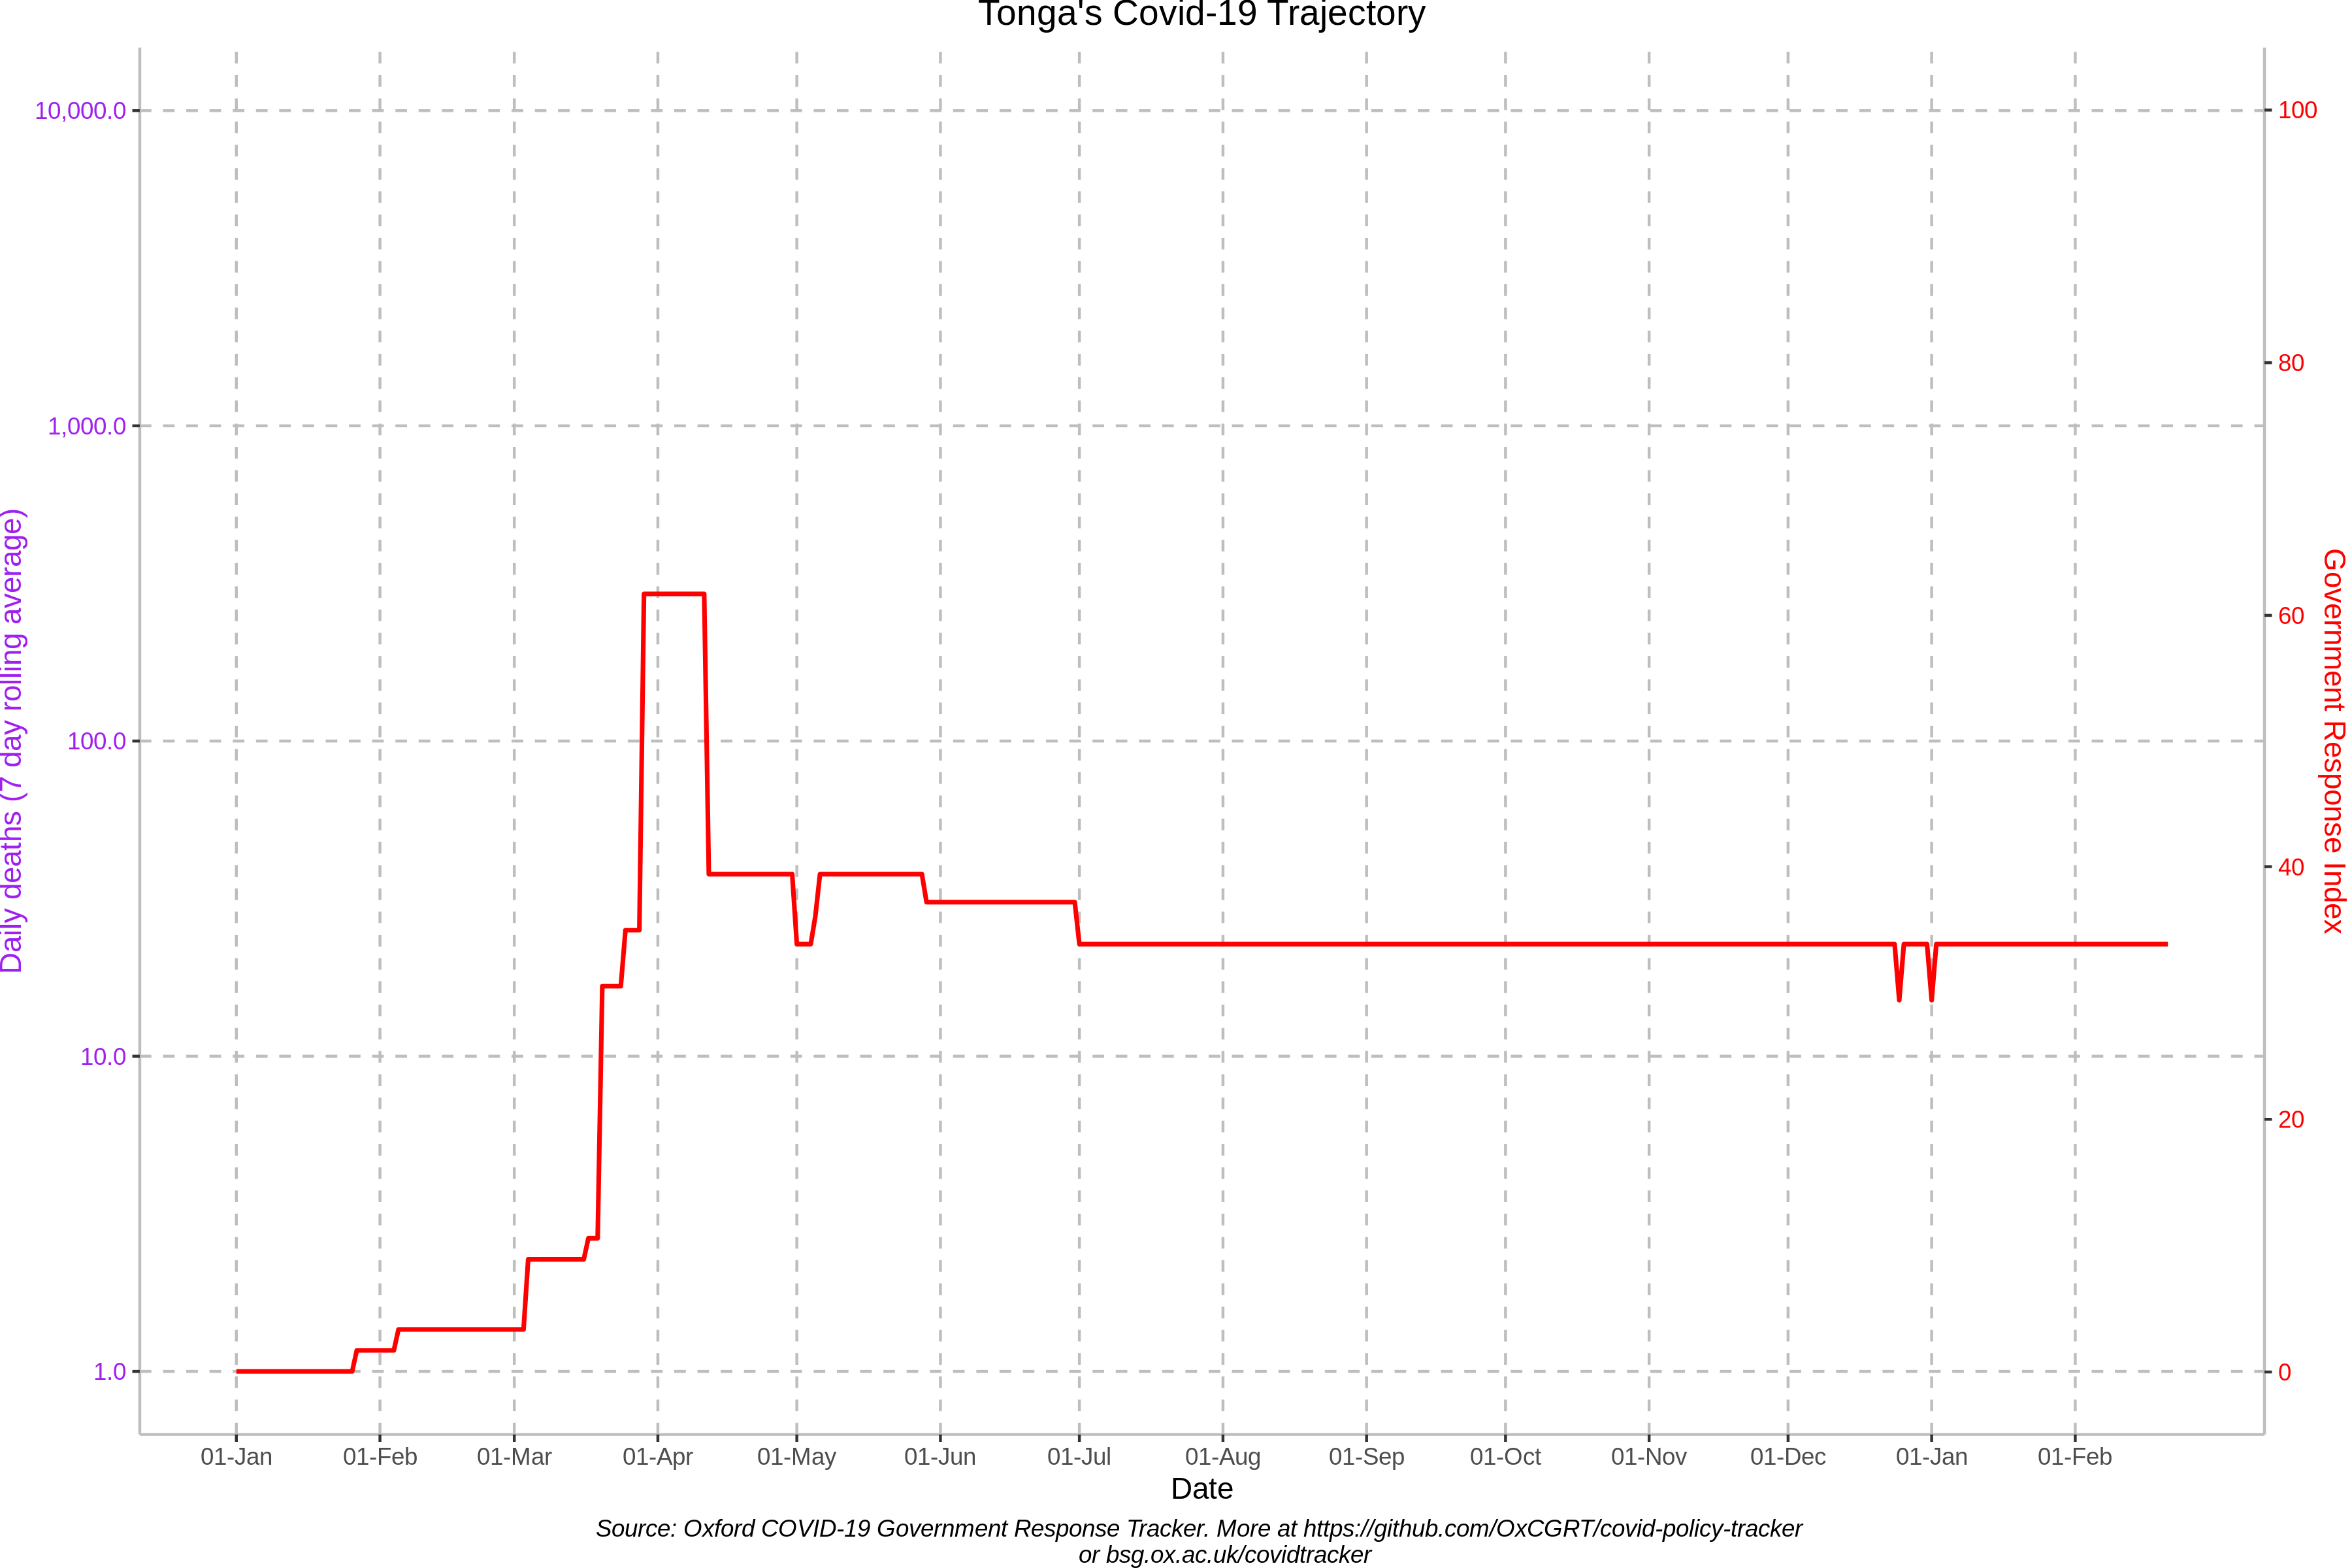 Tonga's Covid-19 Trajectory
10,000.0
1,000.0
100.0
10.0
1.0
Daily deaths (7 day rolling average)
100
80
60
40
20
0
Government Response Index
01-Jan 01-Feb 01-Mar 01-Apr 01-May 01-Jun 01-Jul 01-Aug 01-Sep 01-Oct 01-Nov 01-Dec 01-Jan 01-Feb
Date
Source: Oxford COVID-19 Government Response Tracker. More at https://github.com/OxCGRT/covid-policy-tracker
or bsg.ox.ac.uk/covidtracker